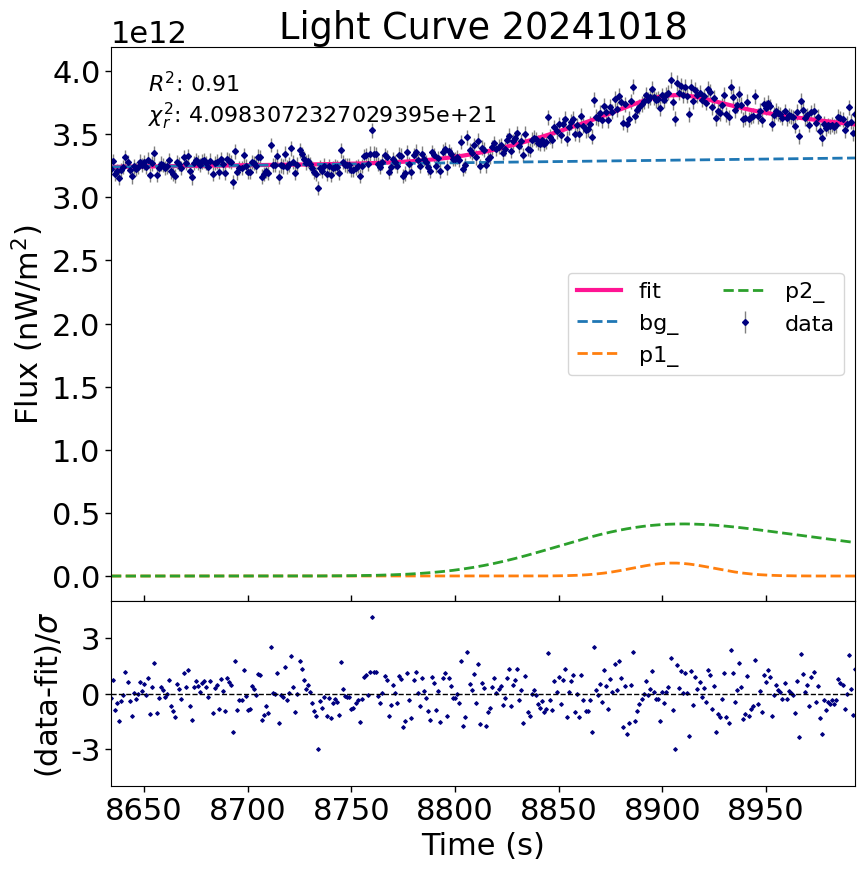 Light Curve 20241018
1e12
R²: 0.91
χ²ᵣ: 4.0983072327029395e+21
4.0
3.5
3.0
2.5
2.0
1.5
1.0
0.5
0.0
Flux (nW/m²)
fit
bg_
p1_
p2_
data
3
0
-3
(data-fit)/σ
8650 8700 8750 8800 8850 8900 8950
Time (s)